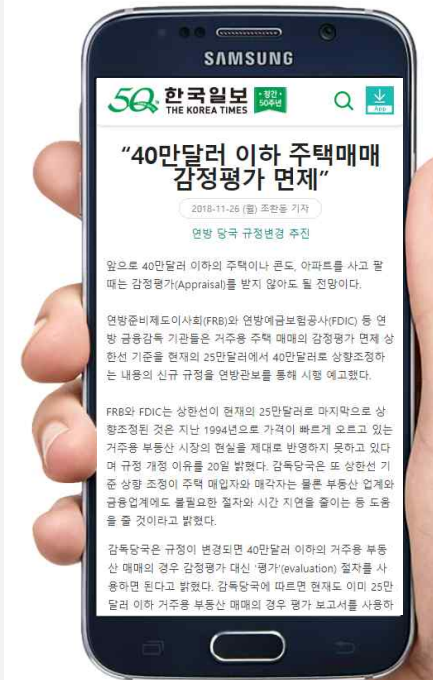 SAMSUNG
50 한국일보 창간 50주년
THE KOREA TIMES
App
“40만달러 이하 주택매매
감정평가 면제”
2018-11-26 (월) 조환동 기자
연방 당국 규정변경 추진
앞으로 40만달러 이하의 주택이나 콘도, 아파트를 사고 팔
때는 감정평가(Appraisal)를 받지 않아도 될 전망이다.
연방준비제도이사회(FRB)와 연방예금보험공사(FDIC) 등 연
방 금융감독 기관들은 거주용 주택 매매의 감정평가 면제 상
한선 기준을 현재의 25만달러에서 40만달러로 상향조정하
는 내용의 신규 규정을 연방관보를 통해 시행 예고했다.
FRB와 FDIC는 상한선이 현재의 25만달러로 마지막으로 상
향조정된 것은 지난 1994년으로 가격이 빠르게 오르고 있는
거주용 부동산 시장의 현실을 제대로 반영하지 못하고 있다
며 규정 개정 이유를 20일 밝혔다. 감독당국은 또 상한선 기
준 상향 조정이 주택 매입자와 매각자는 물론 부동산 업계와
금융업계에도 불필요한 절차와 시간 지연을 줄이는 등 도움
을 줄 것이라고 밝혔다.
감독당국은 규정이 변경되면 40만달러 이하의 거주용 부동
산 매매의 경우 감정평가 대신 ‘평가’(evaluation) 절차를 사
용하면 된다고 밝혔다. 감독당국에 따르면 현재도 이미 25만
달러 이하 거주용 부동산 매매의 경우 평가 보고서를 사용하